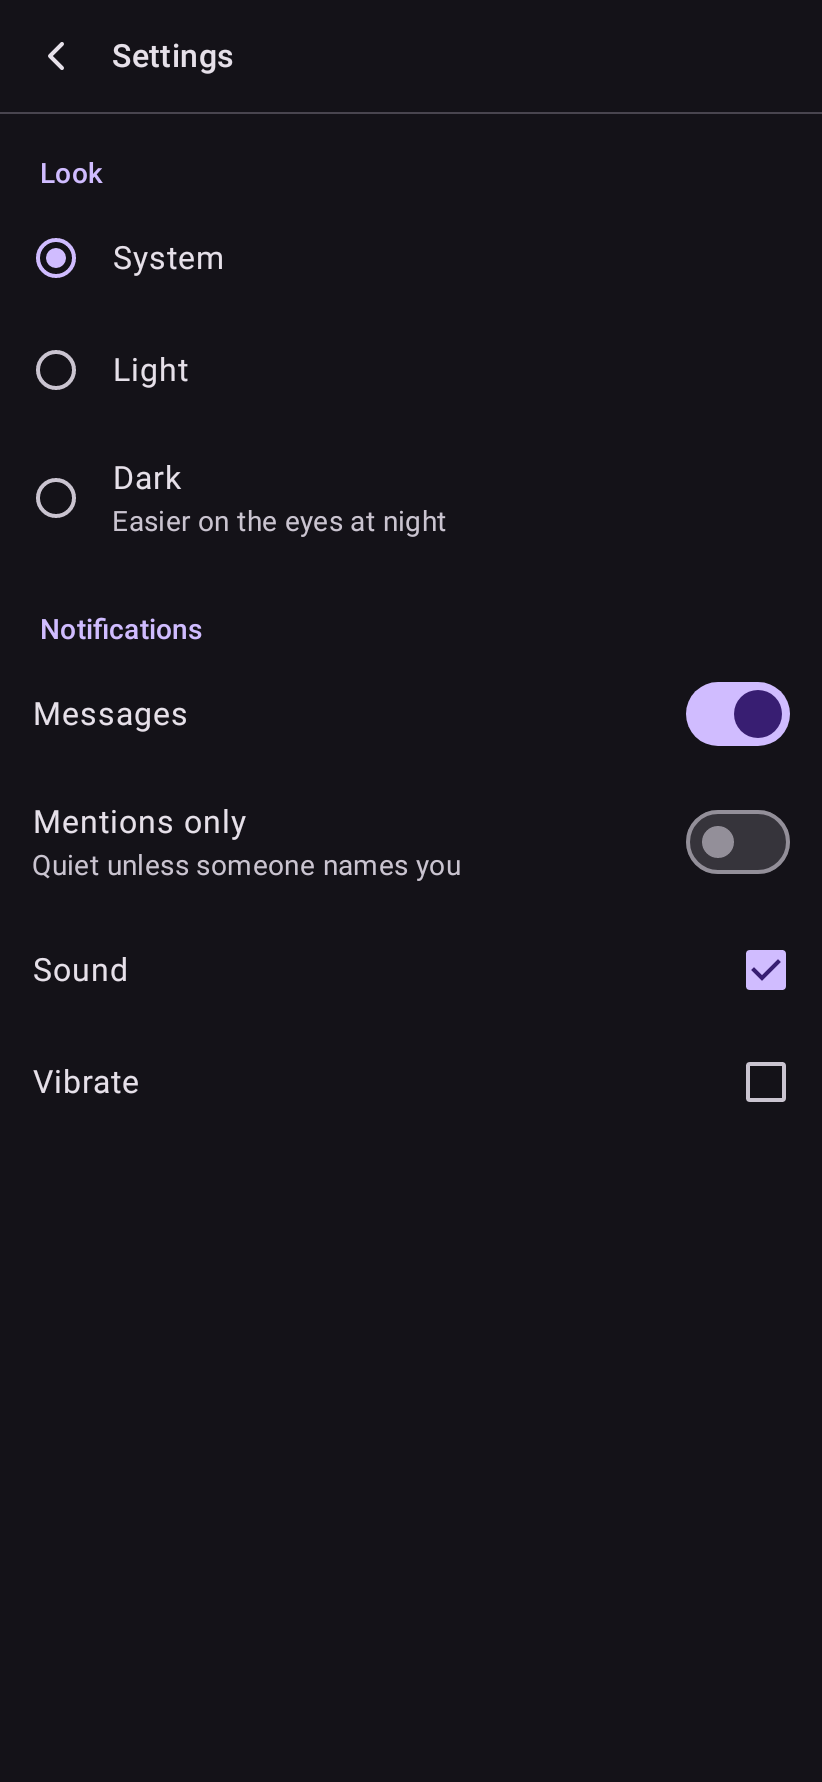 Settings
Look
System
Light
Dark
Easier on the eyes at night
Notifications
Messages
Mentions only
Quiet unless someone names you
Sound
Vibrate